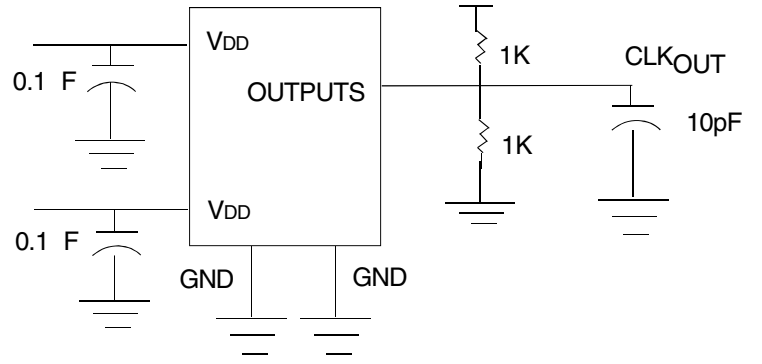 VDD
0.1 F
OUTPUTS
1K
CLKOUT
10pF
1K
VDD
0.1 F
GND
GND